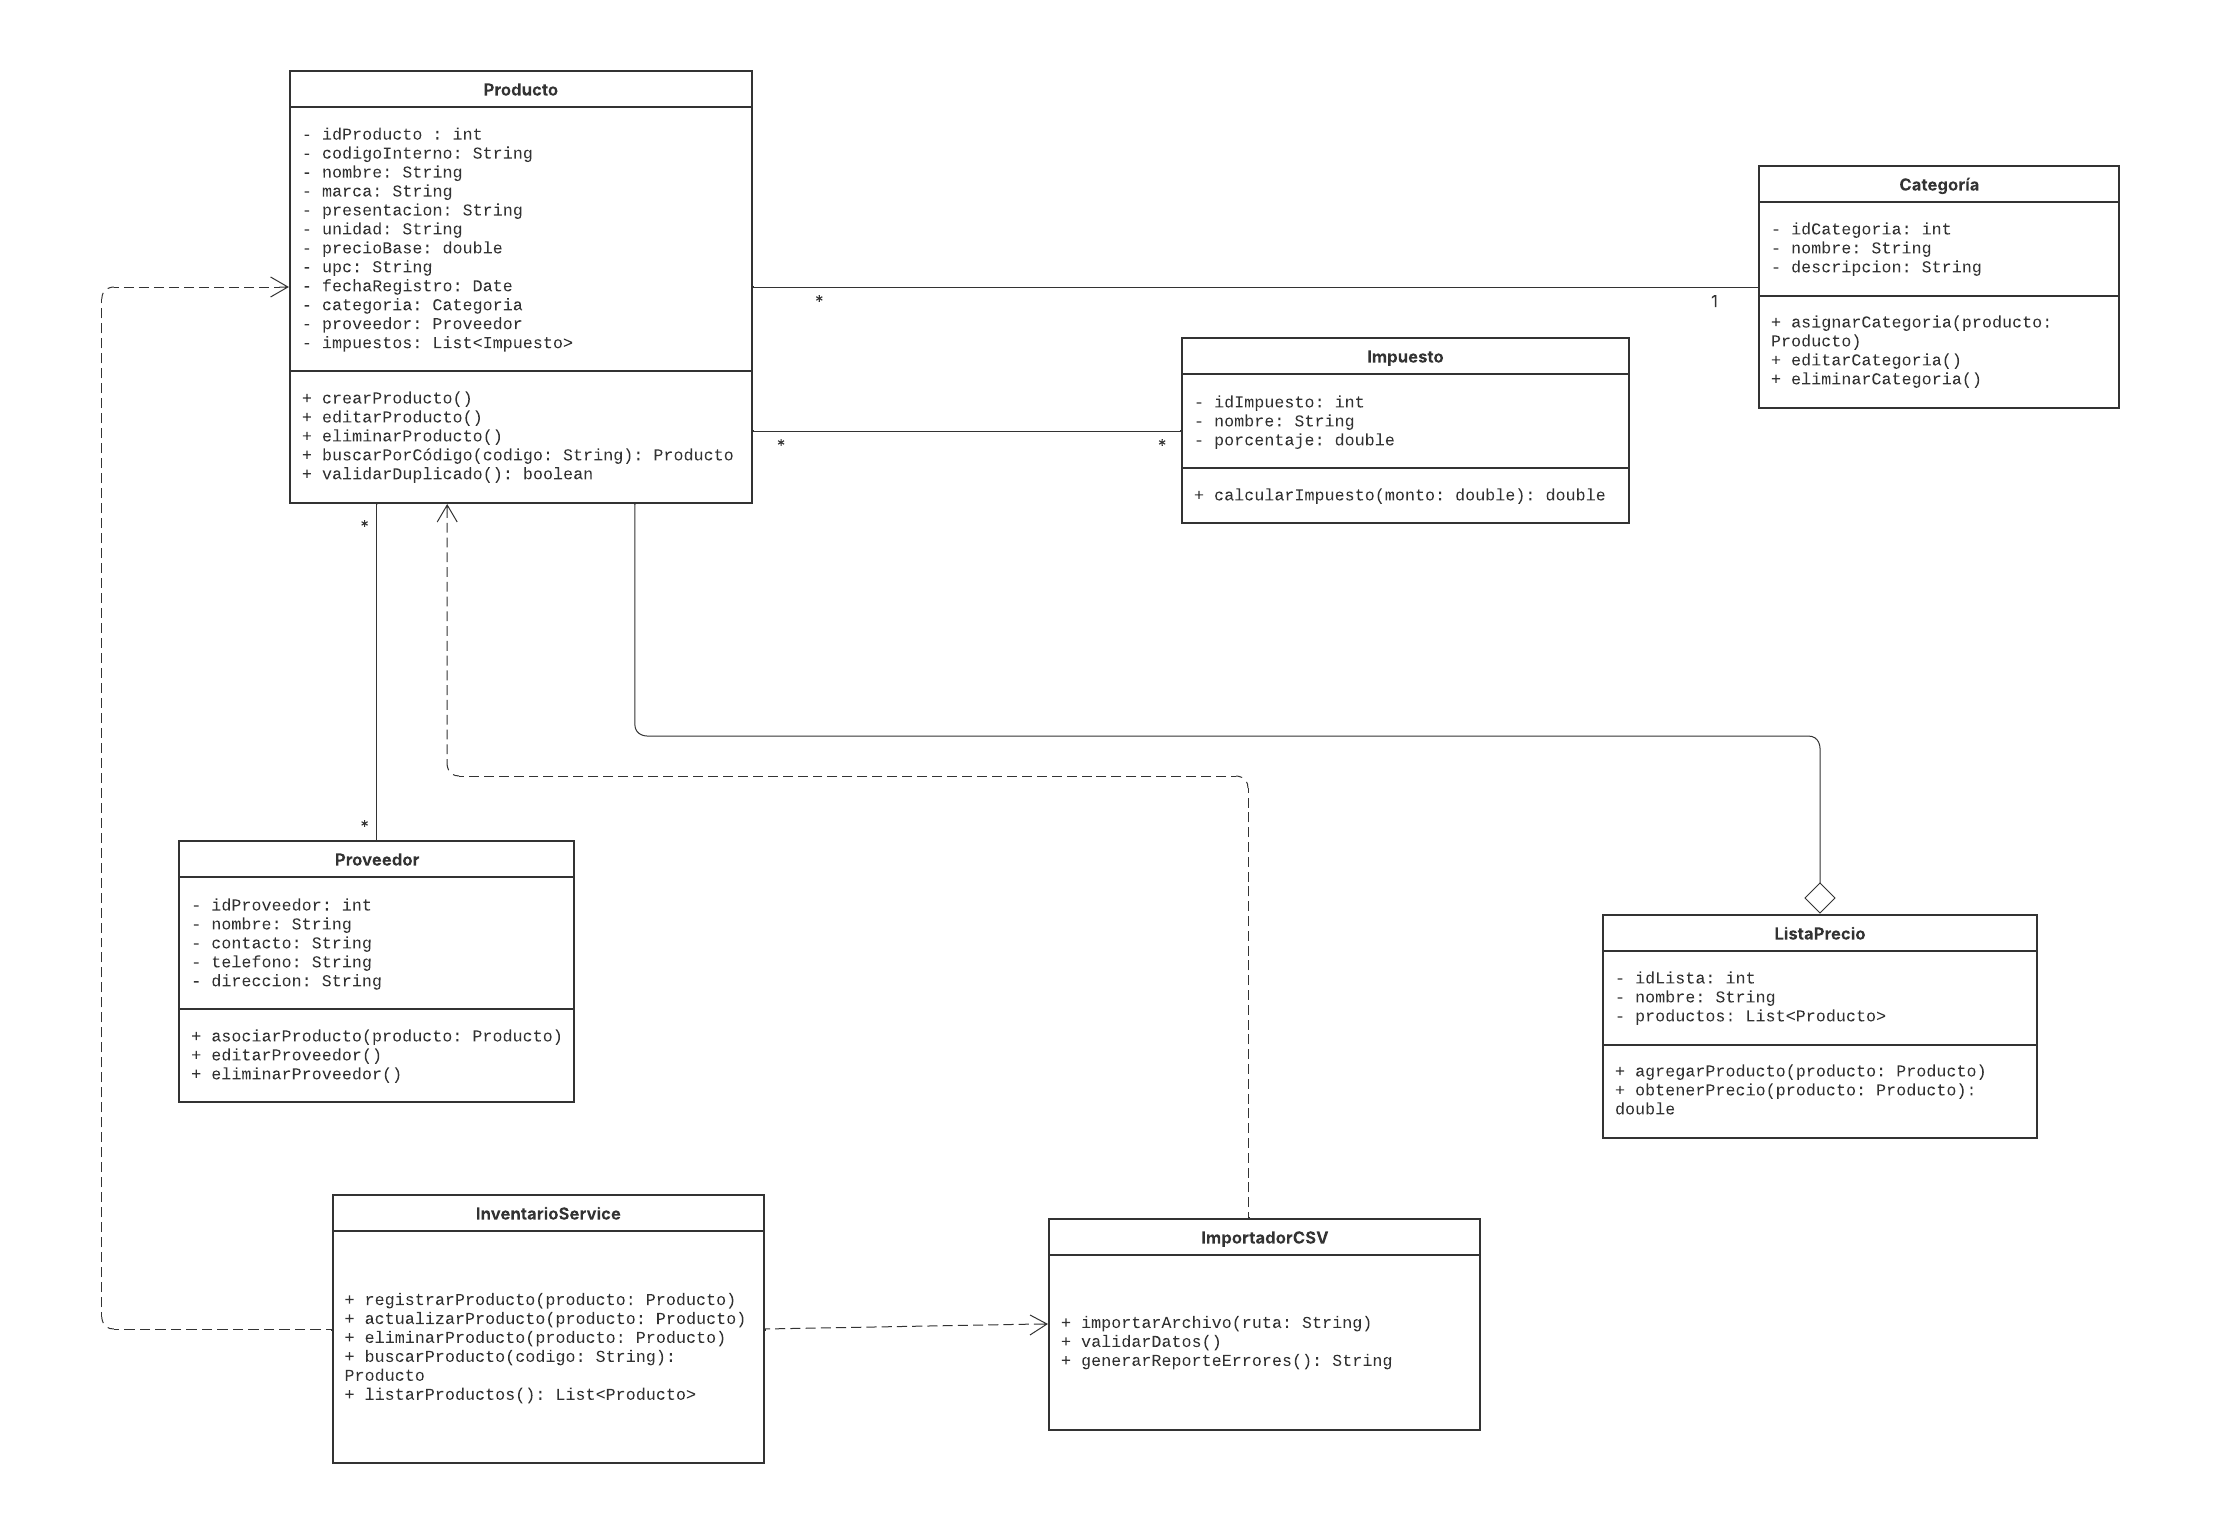 Producto
- idProducto : int
- codigoInterno: String
- nombre: String
- marca: String
- presentacion: String
- unidad: String
- precioBase: double
- upc: String
- fechaRegistro: Date
- categoria: Categoria
- proveedor: Proveedor
- impuestos: List<Impuesto>
+ crearProducto()
+ editarProducto()
+ eliminarProducto()
+ buscarPorCódigo(codigo: String): Producto
+ validarDuplicado(): boolean
*
1
Categoría
- idCategoria: int
- nombre: String
- descripcion: String
+ asignarCategoria(producto:
Producto)
+ editarCategoria()
+ eliminarCategoria()
*
*
Impuesto
- idImpuesto: int
- nombre: String
- porcentaje: double
+ calcularImpuesto(monto: double): double
*
*
Proveedor
- idProveedor: int
- nombre: String
- contacto: String
- telefono: String
- direccion: String
+ asociarProducto(producto: Producto)
+ editarProveedor()
+ eliminarProveedor()
ListaPrecio
- idLista: int
- nombre: String
- productos: List<Producto>
+ agregarProducto(producto: Producto)
+ obtenerPrecio(producto: Producto):
double
InventarioService
+ registrarProducto(producto: Producto)
+ actualizarProducto(producto: Producto)
+ eliminarProducto(producto: Producto)
+ buscarProducto(codigo: String):
Producto
+ listarProductos(): List<Producto>
ImportadorCSV
+ importarArchivo(ruta: String)
+ validarDatos()
+ generarReporteErrores(): String